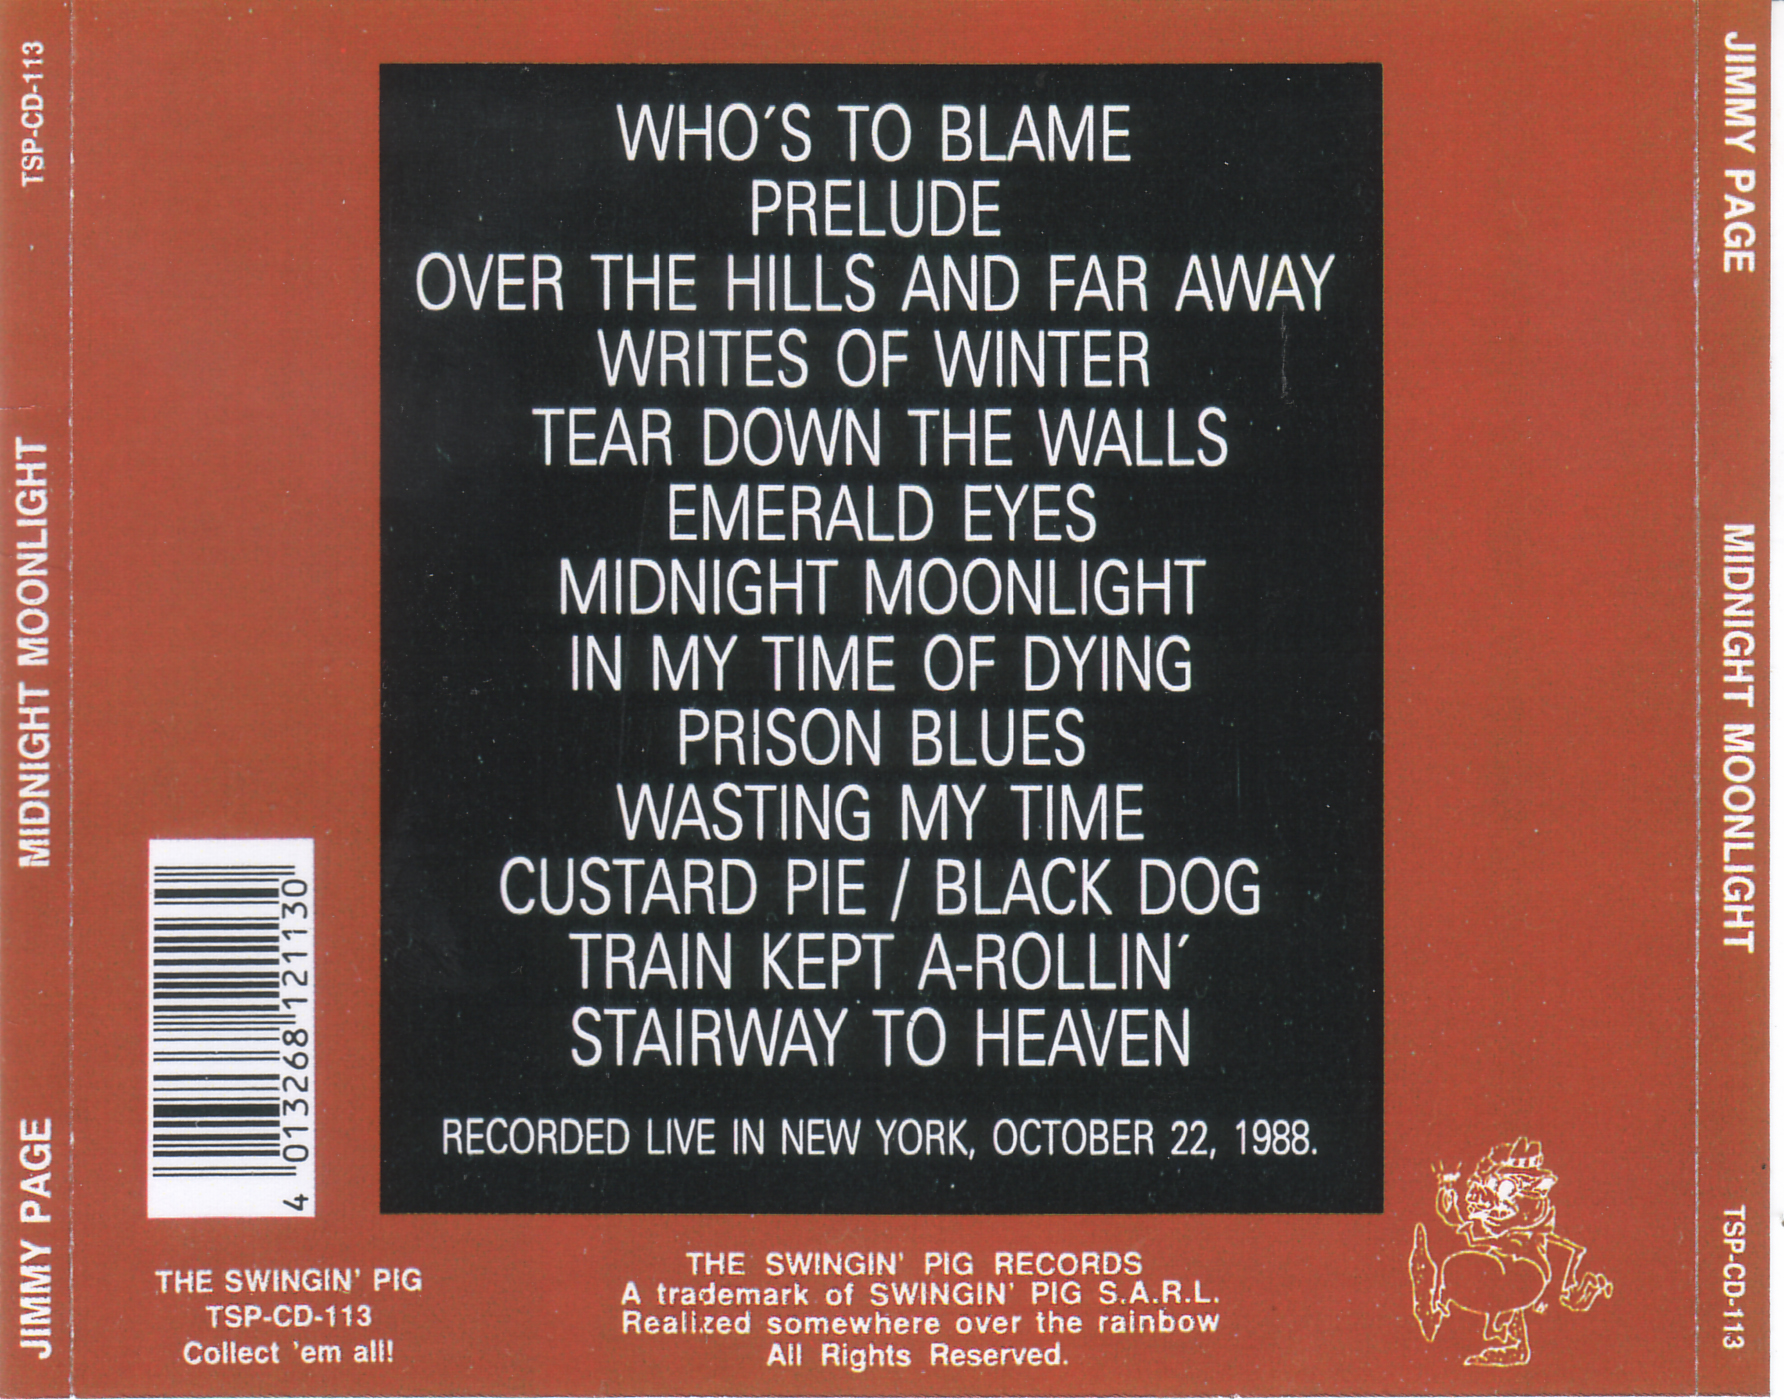 TSP-CD-113
MIDNIGHT MOONLIGHT
JIMMY PAGE
WHO'S TO BLAME
PRELUDE
OVER THE HILLS AND FAR AWAY
WRITES OF WINTER
TEAR DOWN THE WALLS
EMERALD EYES
MIDNIGHT MOONLIGHT
IN MY TIME OF DYING
PRISON BLUES
WASTING MY TIME
CUSTARD PIE / BLACK DOG
TRAIN KEPT A-ROLLIN'
STAIRWAY TO HEAVEN
RECORDED LIVE IN NEW YORK, OCTOBER 22, 1988.
4 013268 121130
THE SWINGIN' PIG
TSP-CD-113
Collect 'em all!
THE SWINGIN' PIG RECORDS
A trademark of SWINGIN' PIG S.A.R.L.
Realized somewhere over the rainbow
All Rights Reserved.
JIMMY PAGE
MIDNIGHT MOONLIGHT
TSP-CD-113